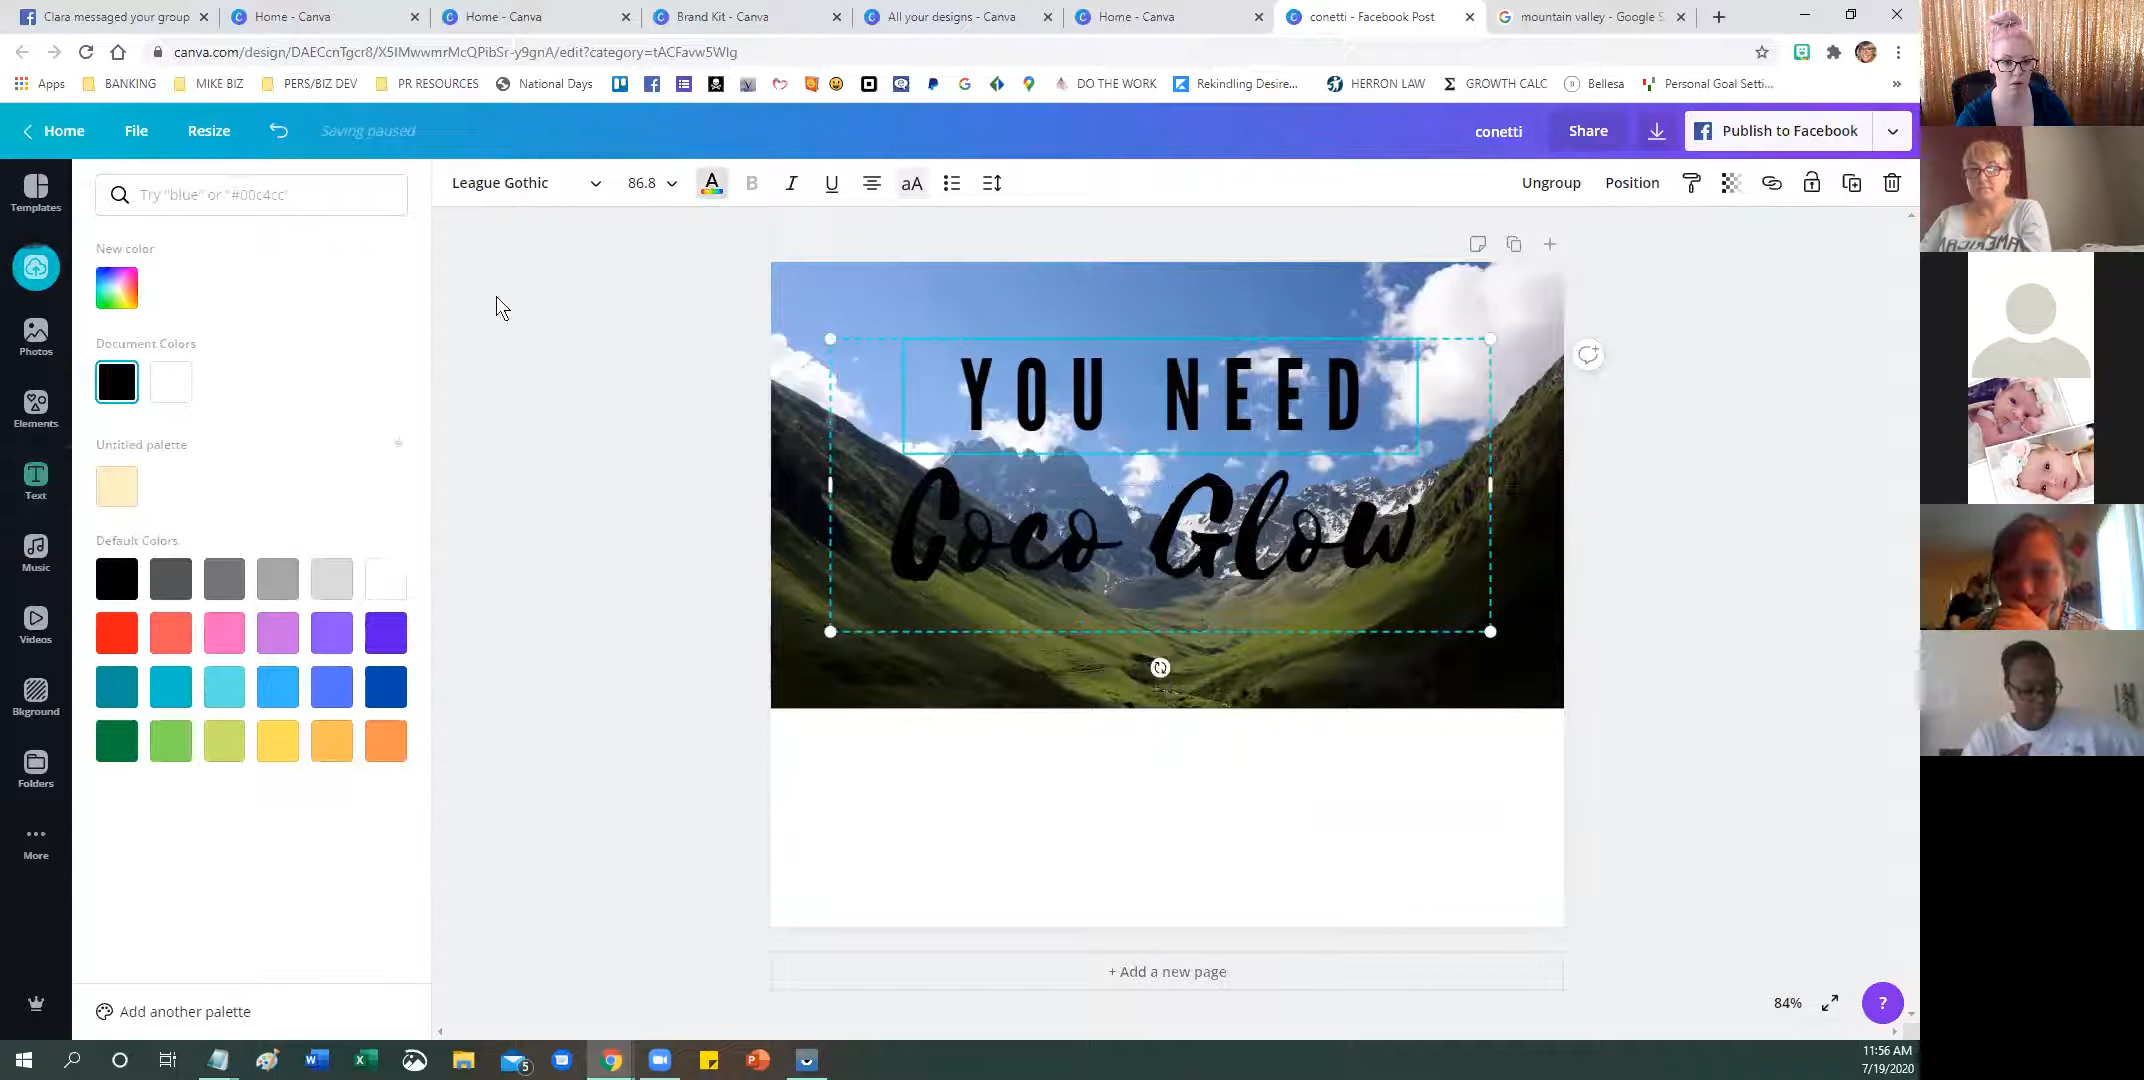 Clara messaged your group
Home - Canva
Home - Canva
Brand Kit - Canva
All your designs - Canva
Home - Canva
conetti - Facebook Post
mountain valley - Google S
canva.com/design/DAECcnTgcr8/X5IMwwmrMcQPibSr-y9gnA/edit?category=tACFavw5WIg
Apps
BANKING
MIKE BIZ
PERS/BIZ DEV
PR RESOURCES
National Days
DO THE WORK
Rekindling Desire...
HERRON LAW
GROWTH CALC
Bellesa
Personal Goal Setti...
Home
File
Resize
Saving paused
conetti
Share
Publish to Facebook
League Gothic
86.8
Ungroup
Position
Templates
Photos
Elements
Text
Music
Videos
Bkground
Folders
More
Try "blue" or "#00c4cc"
New color
Document Colors
Untitled palette
Default Colors
Add another palette
YOU NEED
Coco Glow
+ Add a new page
84%
?
5
11:56 AM
7/19/2020